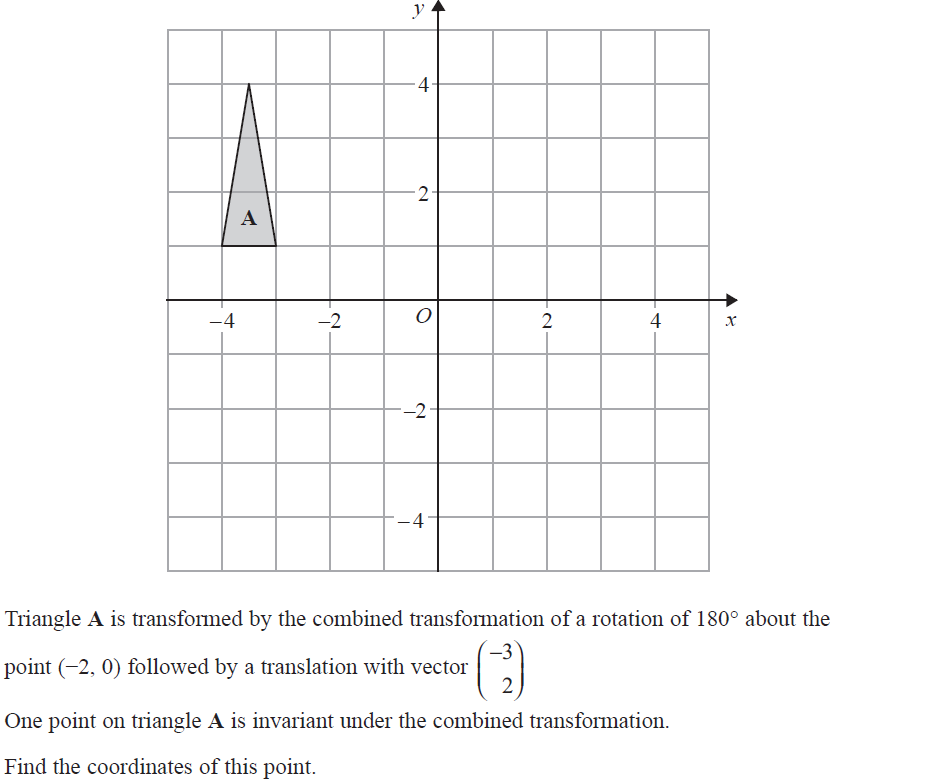 y
4
2
A
−4
−2
O
2
4
x
−2
−4
Triangle A is transformed by the combined transformation of a rotation of 180° about the
point (−2, 0) followed by a translation with vector (−3
2)
One point on triangle A is invariant under the combined transformation.
Find the coordinates of this point.